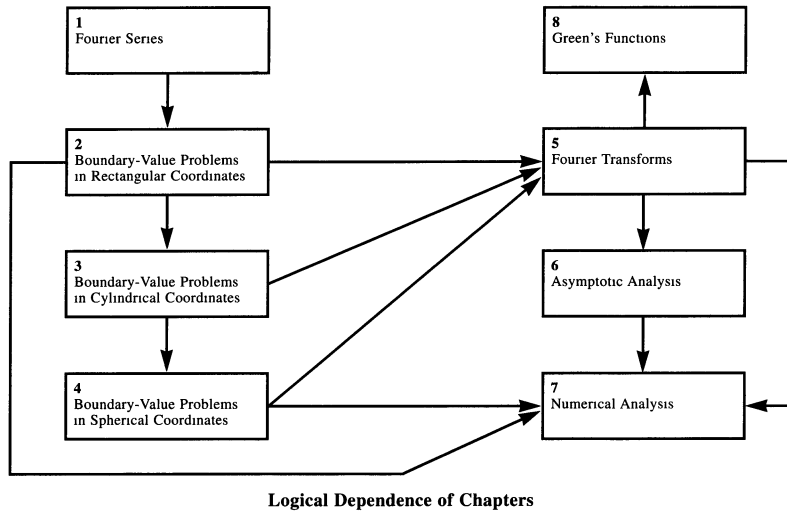 1
Fourier Series
2
Boundary-Value Problems
in Rectangular Coordinates
3
Boundary-Value Problems
in Cylindrical Coordinates
4
Boundary-Value Problems
in Spherical Coordinates
8
Green's Functions
5
Fourier Transforms
6
Asymptotic Analysis
7
Numerical Analysis
Logical Dependence of Chapters